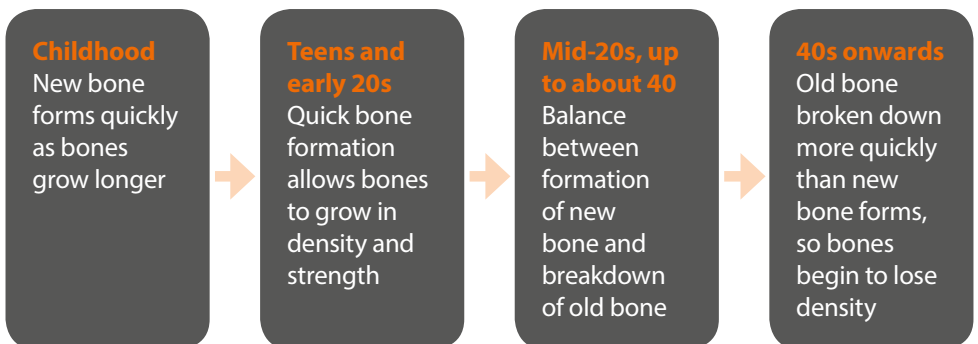 Childhood
New bone
forms quickly
as bones
grow longer
Teens and
early 20s
Quick bone
formation
allows bones
to grow in
density and
strength
Mid-20s, up
to about 40
Balance
between
formation
of new
bone and
breakdown
of old bone
40s onwards
Old bone
broken down
more quickly
than new
bone forms,
so bones
begin to lose
density